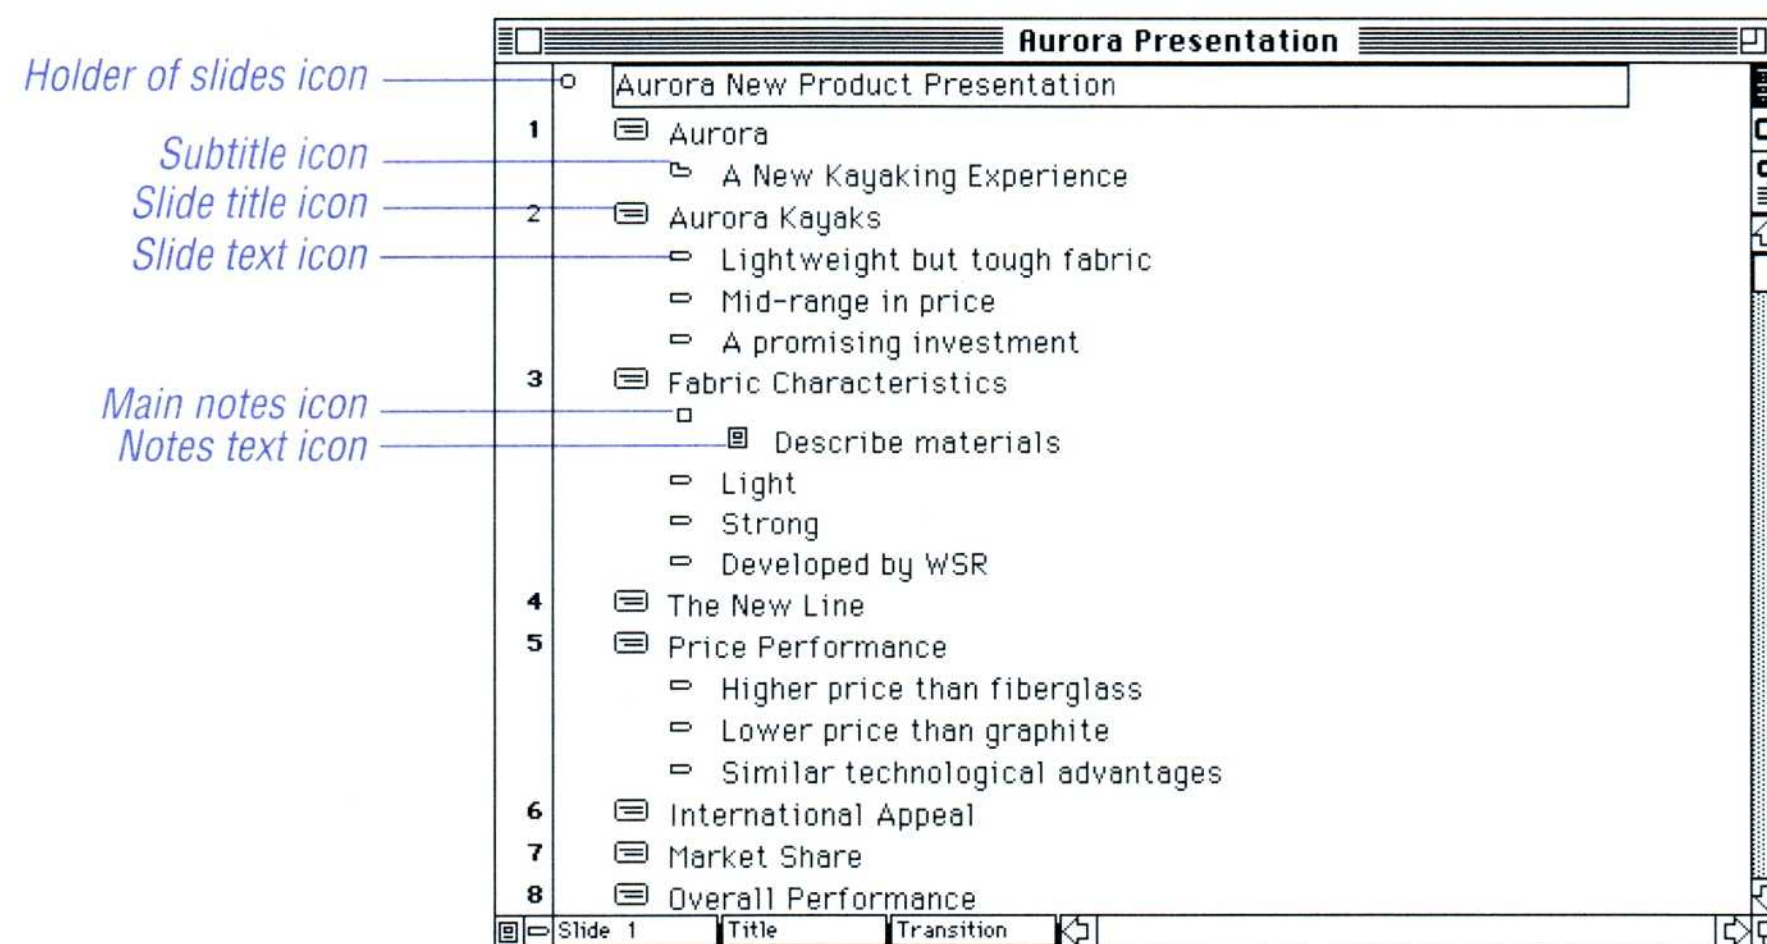 Aurora Presentation
Holder of slides icon
Aurora New Product Presentation
1 Aurora
Subtitle icon
A New Kayaking Experience
Slide title icon
2 Aurora Kayaks
Slide text icon
Lightweight but tough fabric
Mid-range in price
A promising investment
3 Fabric Characteristics
Main notes icon
Notes text icon
Describe materials
Light
Strong
Developed by WSR
4 The New Line
5 Price Performance
Higher price than fiberglass
Lower price than graphite
Similar technological advantages
6 International Appeal
7 Market Share
8 Overall Performance
Slide 1 Title Transition